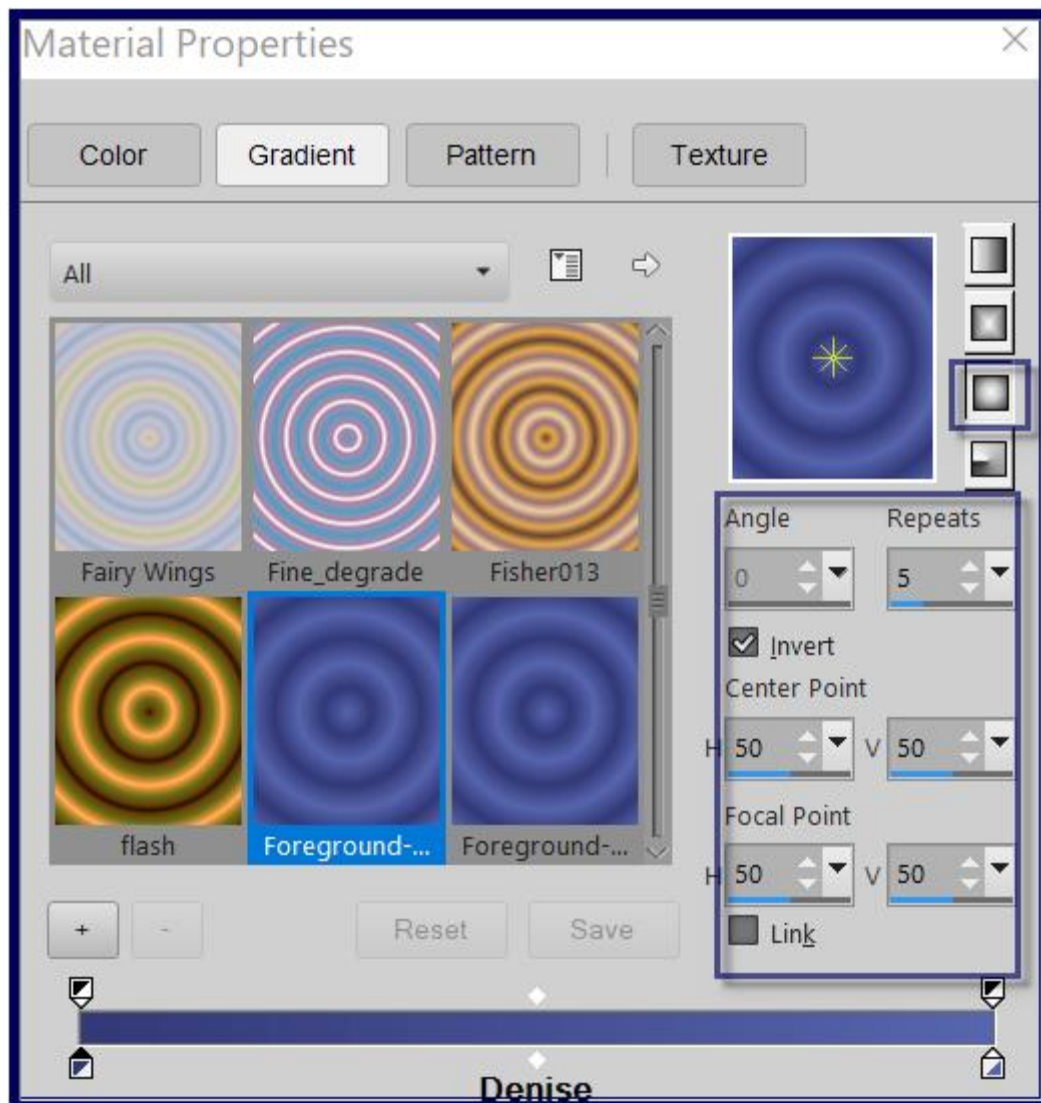 Material Properties
Color Gradient Pattern Texture
All
Fairy Wings Fine_degrade Fisher013
flash Foreground-... Foreground-...
Angle Repeats
0 5
Invert
Center Point
H 50 V 50
Focal Point
H 50 V 50
Link
+ - Reset Save
Denise